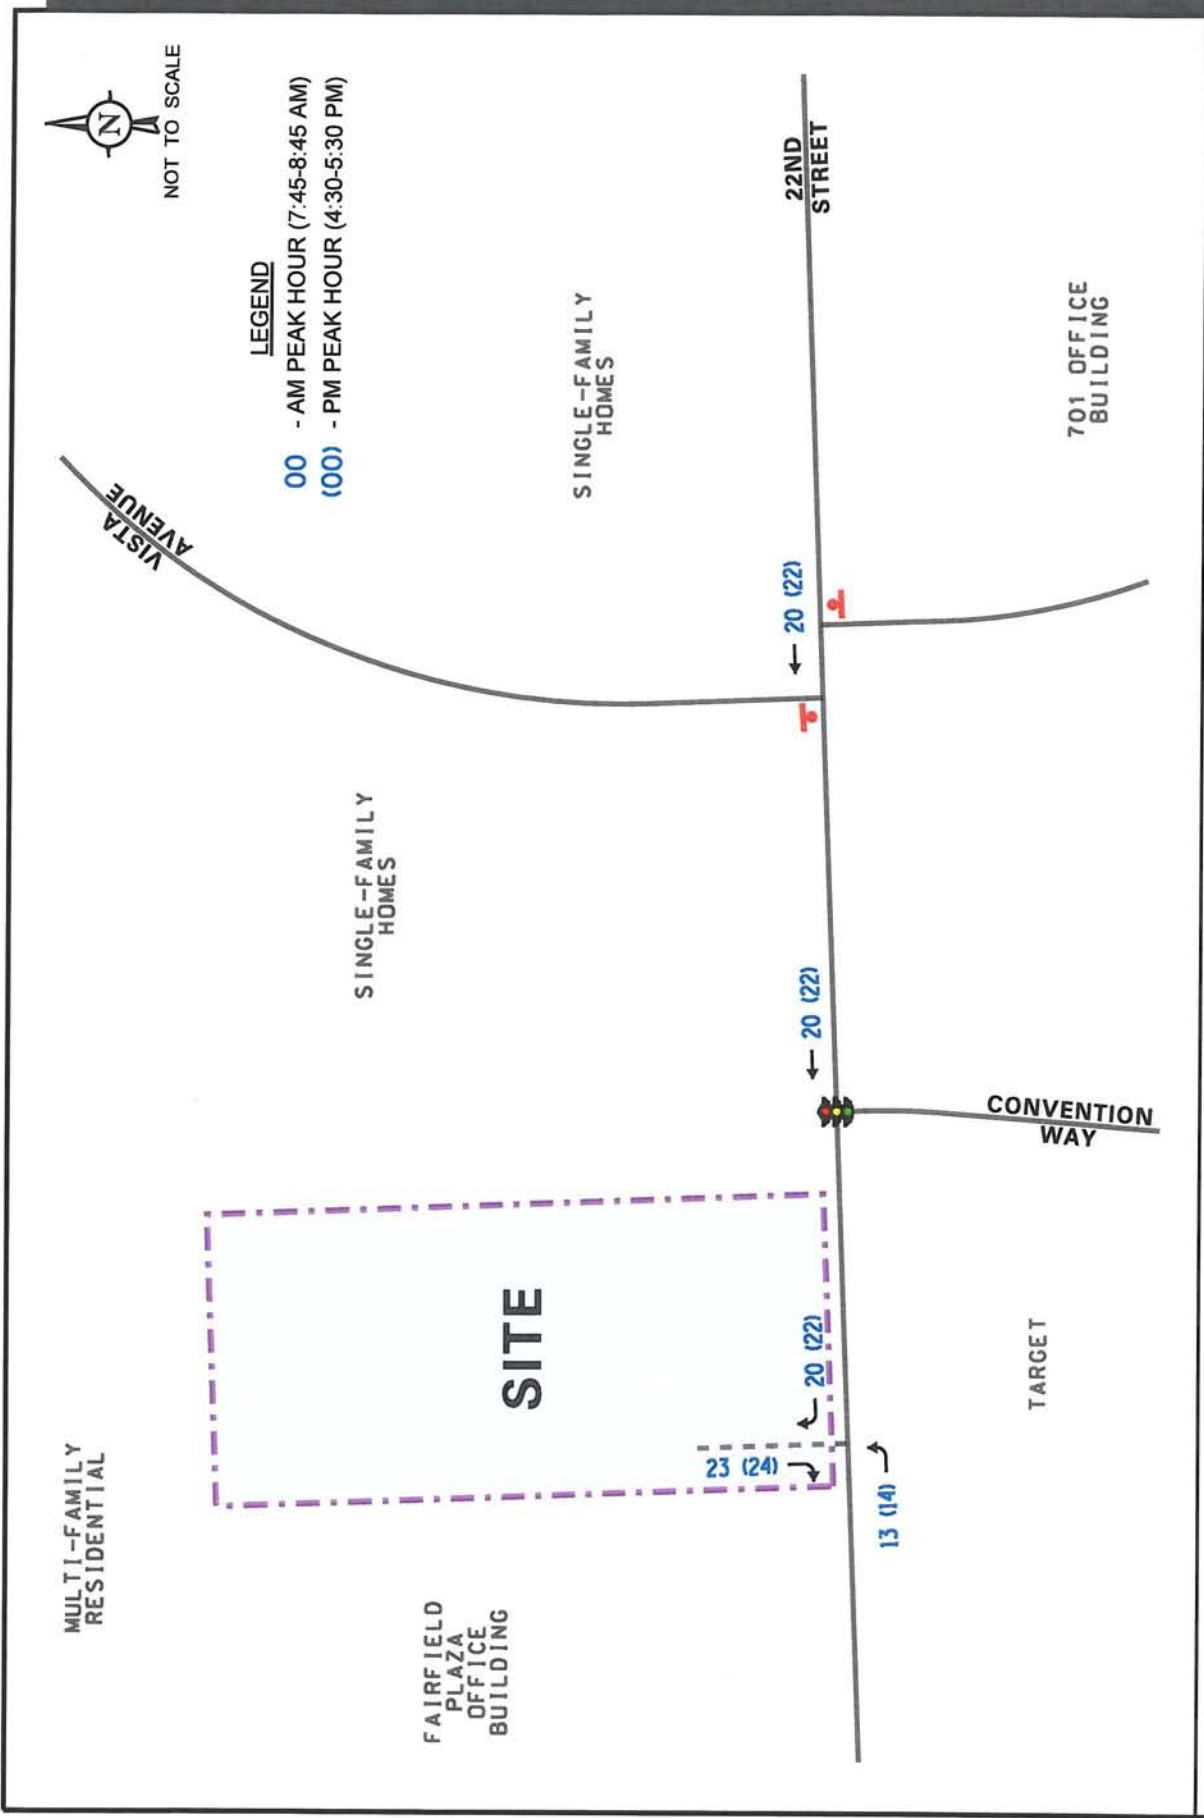 N
NOT TO SCALE
LEGEND
00 - AM PEAK HOUR (7:45-8:45 AM)
(00) - PM PEAK HOUR (4:30-5:30 PM)
VISTA
AVENUE
MULTI-FAMILY
RESIDENTIAL
SINGLE-FAMILY
HOMES
SINGLE-FAMILY
HOMES
FAIRFIELD
PLAZA
OFFICE
BUILDING
SITE
23 (24)
20 (22)
20 (22)
20 (22)
22ND
STREET
13 (14)
TARGET
CONVENTION
WAY
701 OFFICE
BUILDING